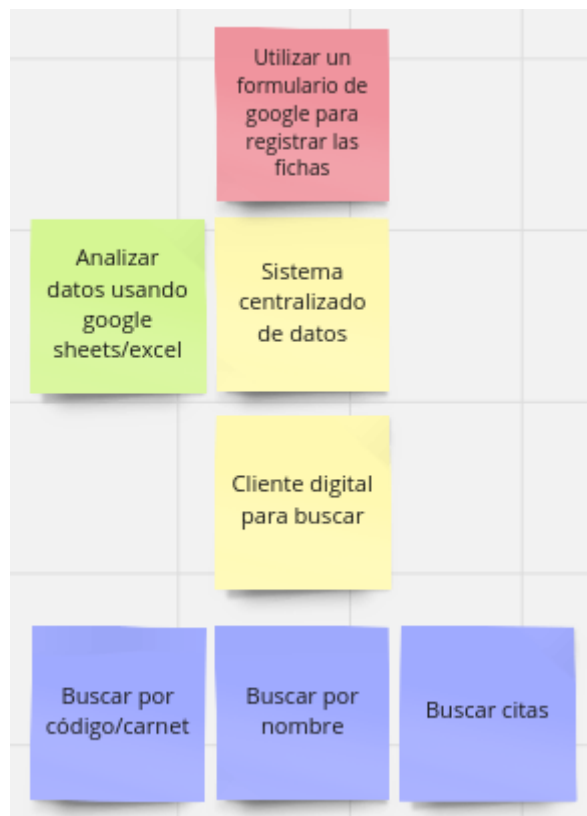 Utilizar un
formulario de
google para
registrar las
fichas
Analizar
datos usando
google
sheets/excel
Sistema
centralizado
de datos
Cliente digital
para buscar
Buscar por
código/carnet
Buscar por
nombre
Buscar citas